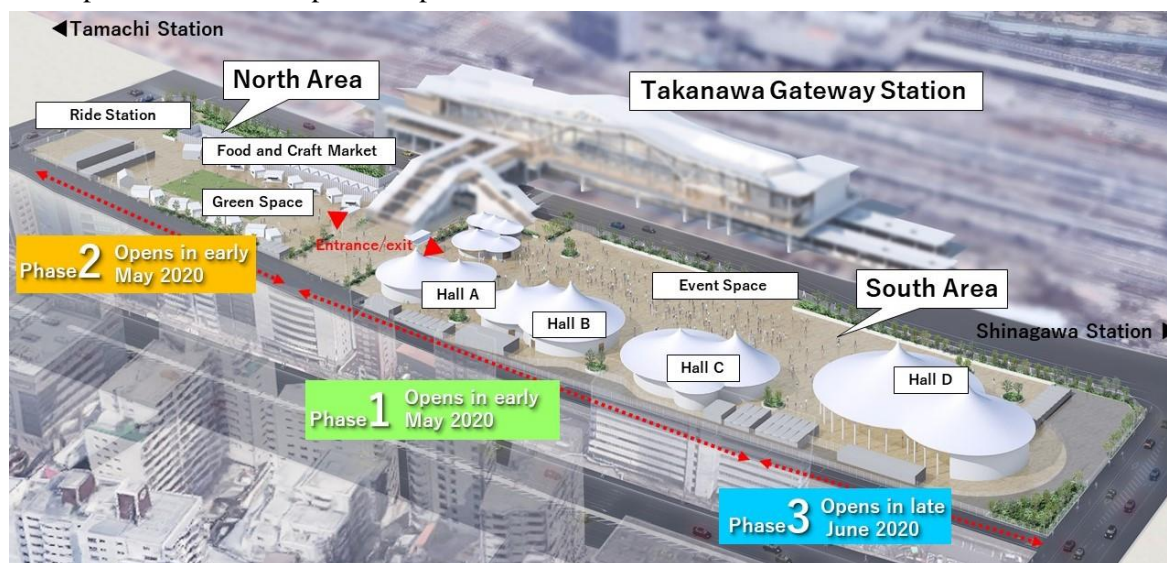 ◀Tamachi Station
North Area
Takanawa Gateway Station
Ride Station
Food and Craft Market
Green Space
Entrance/exit
Phase2 Opens in early
May 2020
Hall A
Event Space
South Area
Hall B
Shinagawa Station ▶
Hall C
Hall D
Phase1 Opens in early
May 2020
Phase3 Opens in late
June 2020